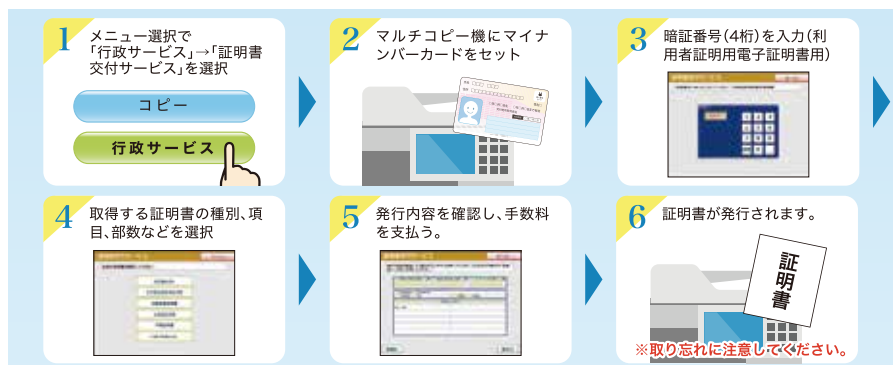 1
メニュー選択で
「行政サービス」→「証明書
交付サービス」を選択
コピー
行政サービス
2
マルチコピー機にマイナ
ンバーカードをセット
3
暗証番号(4桁)を入力(利
用者証明用電子証明書用)
4
取得する証明書の種別、項
目、部数などを選択
5
発行内容を確認し、手数料
を支払う。
6
証明書が発行されます。
証明書
※取り忘れに注意してください。